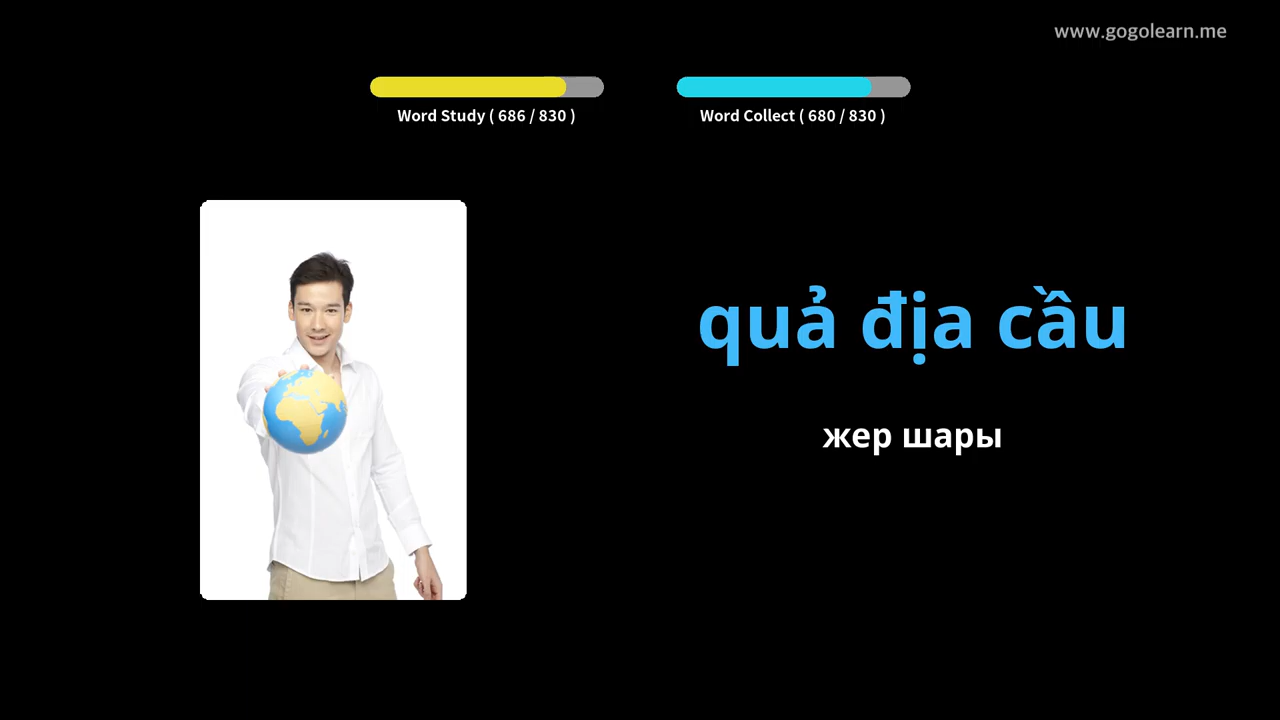 www.gogolearn.me
Word Study ( 686 / 830 )
Word Collect ( 680 / 830 )
quả địa cầu
жер шары